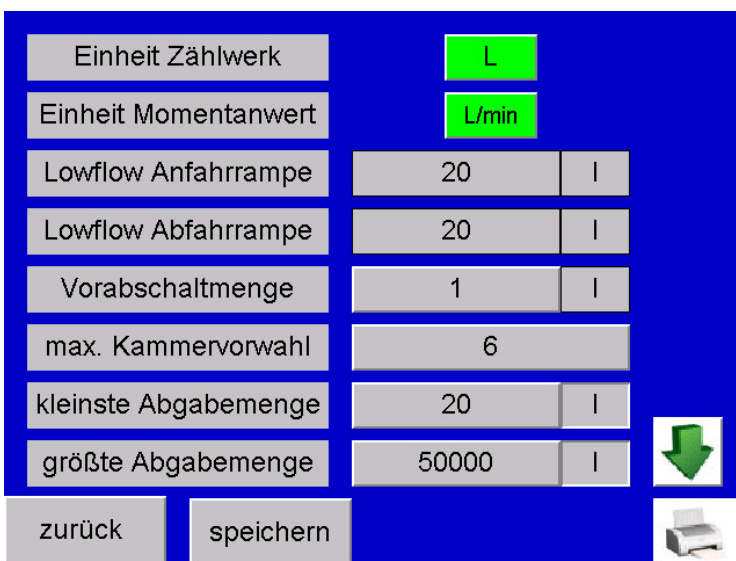 Einheit Zählwerk L
Einheit Momentanwert L/min
Lowflow Anfahrrampe 20 l
Lowflow Abfahrrampe 20 l
Vorabschaltmenge 1 l
max. Kammervorwahl 6
kleinste Abgabemenge 20 l
größte Abgabemenge 50000 l
zurück speichern